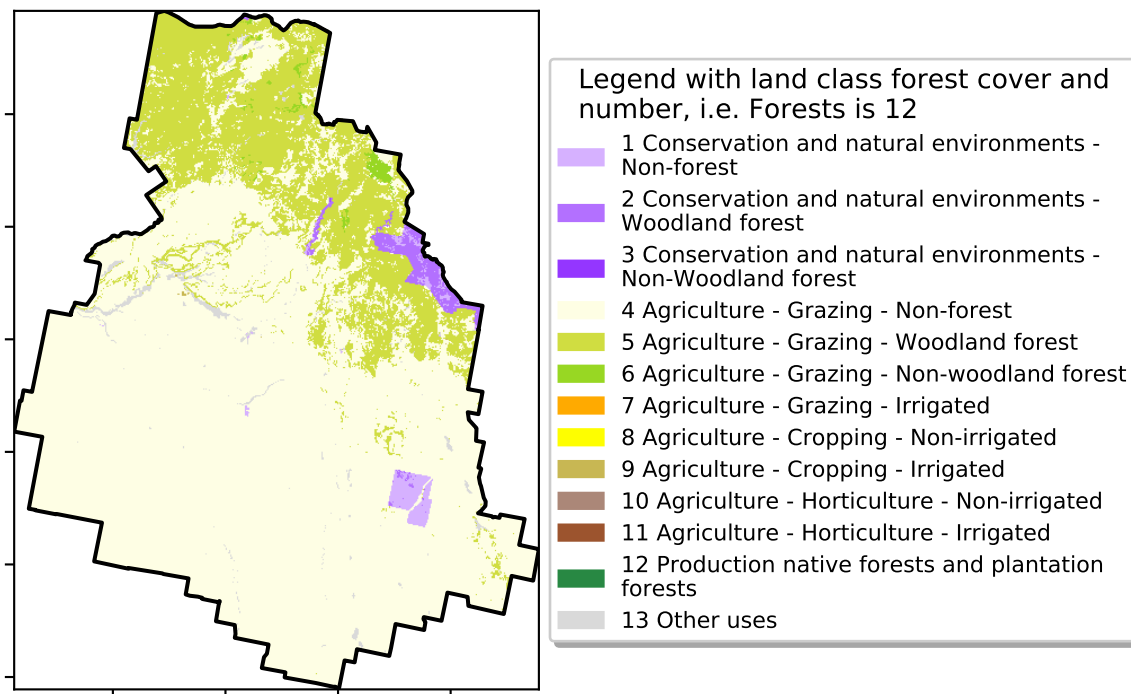 Legend with land class forest cover and
number, i.e. Forests is 12
1 Conservation and natural environments -
Non-forest
2 Conservation and natural environments -
Woodland forest
3 Conservation and natural environments -
Non-Woodland forest
4 Agriculture - Grazing - Non-forest
5 Agriculture - Grazing - Woodland forest
6 Agriculture - Grazing - Non-woodland forest
7 Agriculture - Grazing - Irrigated
8 Agriculture - Cropping - Non-irrigated
9 Agriculture - Cropping - Irrigated
10 Agriculture - Horticulture - Non-irrigated
11 Agriculture - Horticulture - Irrigated
12 Production native forests and plantation
forests
13 Other uses